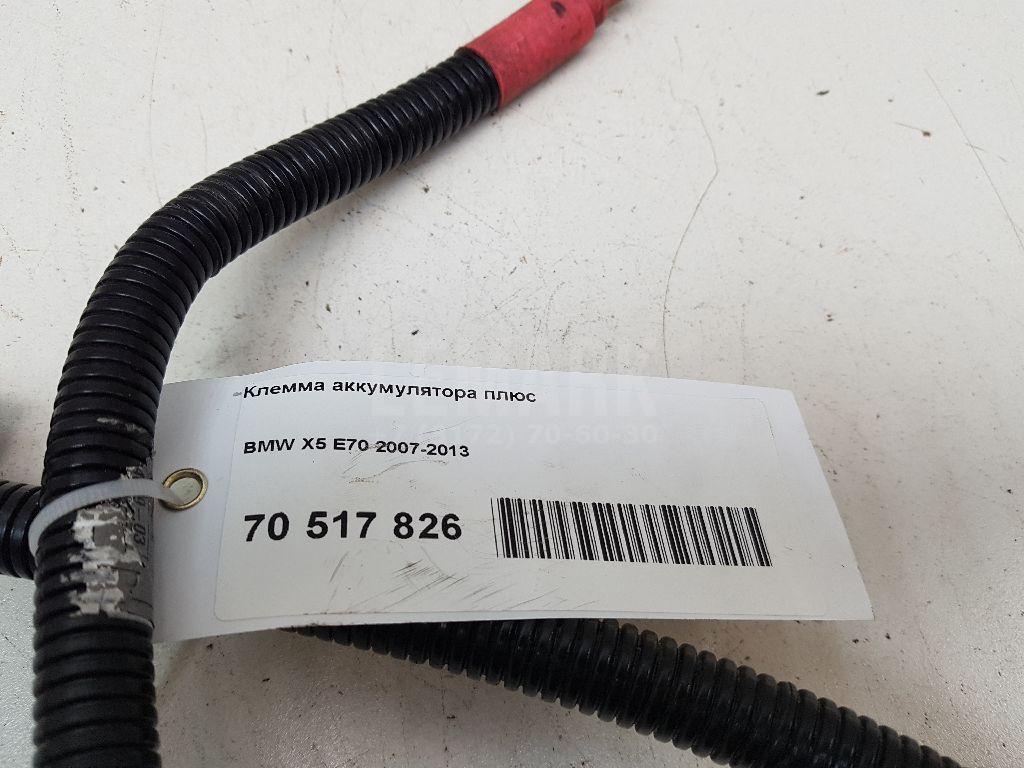 Клемма аккумулятора плюс
BMW X5 E70 2007-2013
70 517 826